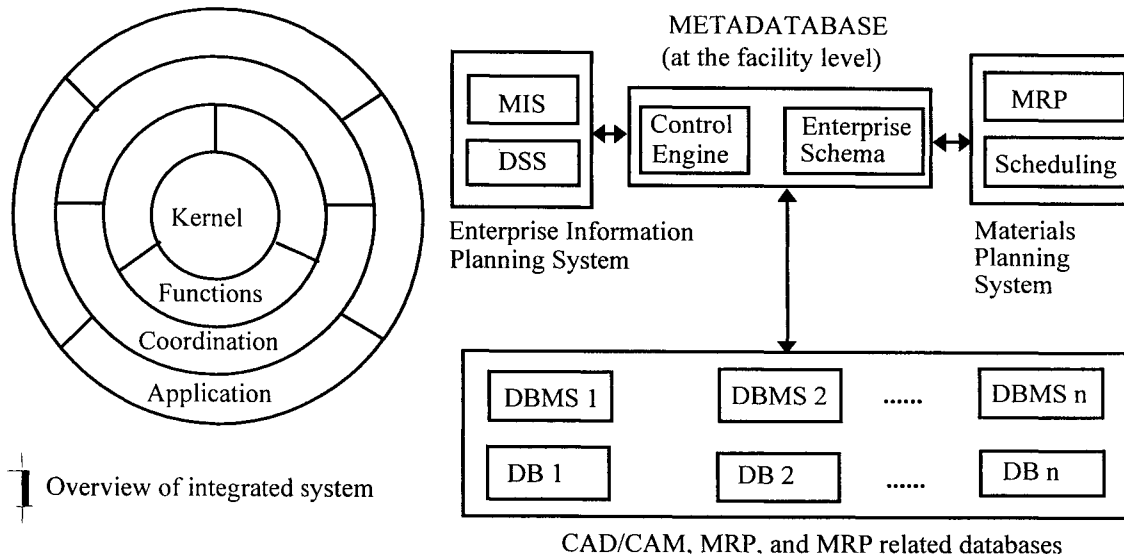 Kernel
Functions
Coordination
Application
Overview of integrated system
METADATABASE
(at the facility level)
MIS
DSS
Enterprise Information
Planning System
Control
Engine
Enterprise
Schema
MRP
Scheduling
Materials
Planning
System
DBMS 1
DBMS 2
......
DBMS n
DB 1
DB 2
......
DB n
CAD/CAM, MRP, and MRP related databases